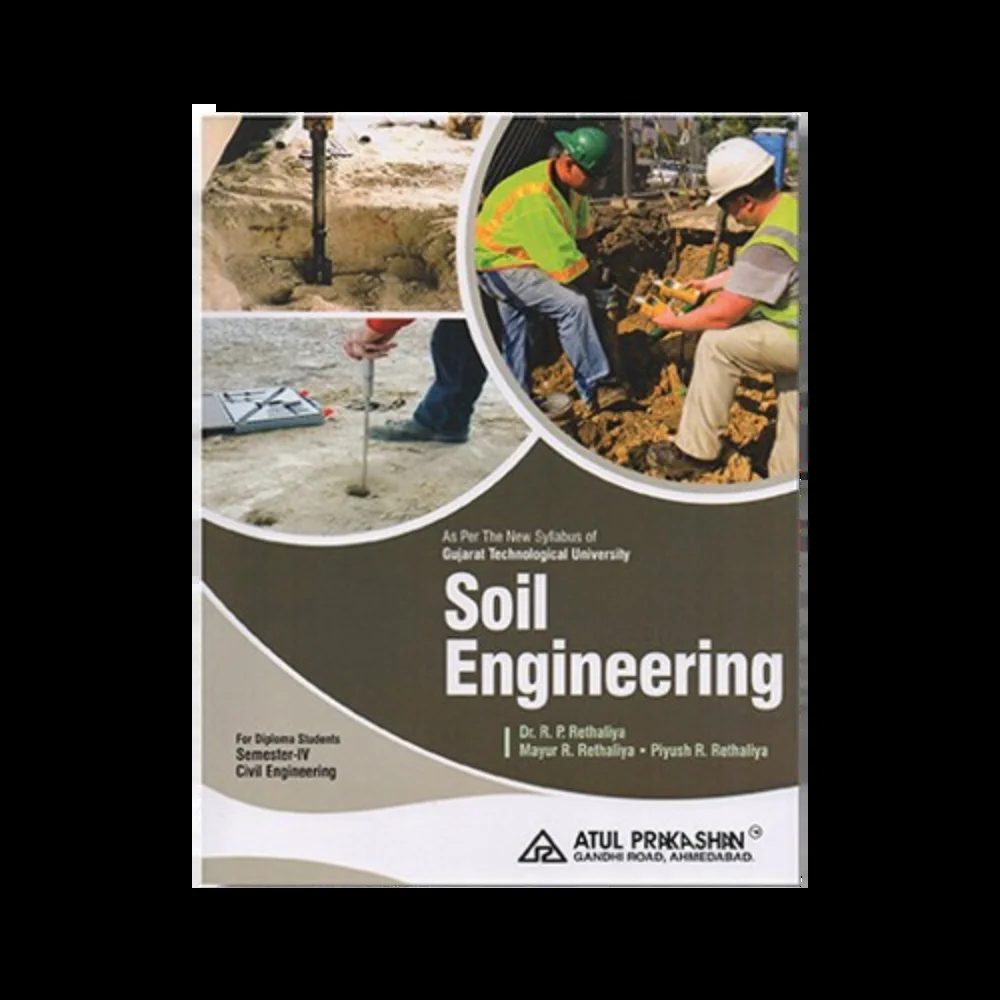 As Per The New Syllabus of
Gujarat Technological University
Soil
Engineering
Dr. R. P. Rethaliya
Mayur R. Rethaliya • Piyush R. Rethaliya
For Diploma Students
Semester-IV
Civil Engineering
ATUL PRAKASHAN
GANDHI ROAD, AHMEDABAD.